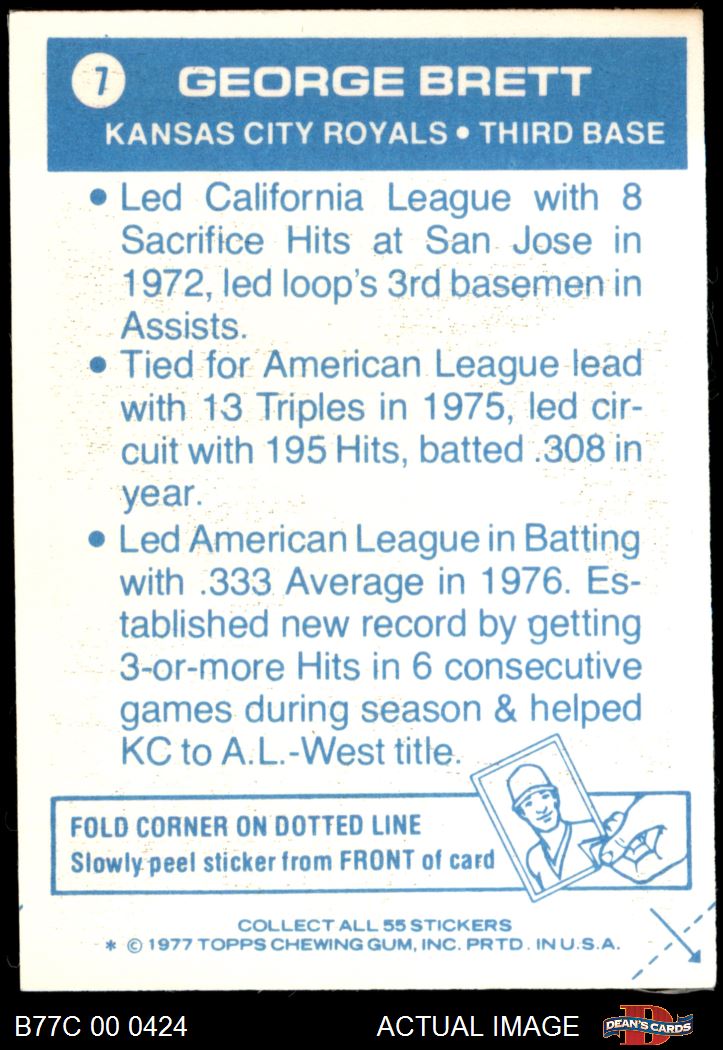 7
GEORGE BRETT
KANSAS CITY ROYALS • THIRD BASE
• Led California League with 8
Sacrifice Hits at San Jose in
1972, led loop's 3rd basemen in
Assists.
• Tied for American League lead
with 13 Triples in 1975, led cir-
cuit with 195 Hits, batted .308 in
year.
• Led American League in Batting
with .333 Average in 1976. Es-
tablished new record by getting
3-or-more Hits in 6 consecutive
games during season & helped
KC to A.L.-West title.
FOLD CORNER ON DOTTED LINE
Slowly peel sticker from FRONT of card
COLLECT ALL 55 STICKERS
* © 1977 TOPPS CHEWING GUM, INC. PRTD. IN U.S.A.
B77C 00 0424
ACTUAL IMAGE
D
DEAN'S CARDS